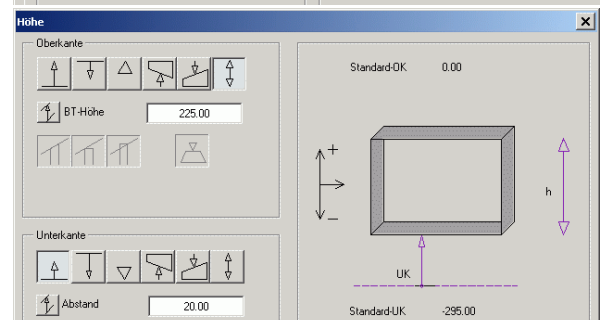 Höhe
Oberkante
BT-Höhe 225.00
Unterkante
Abstand 20.00
Standard-OK 0.00
+
h
–
UK
Standard-UK -295.00